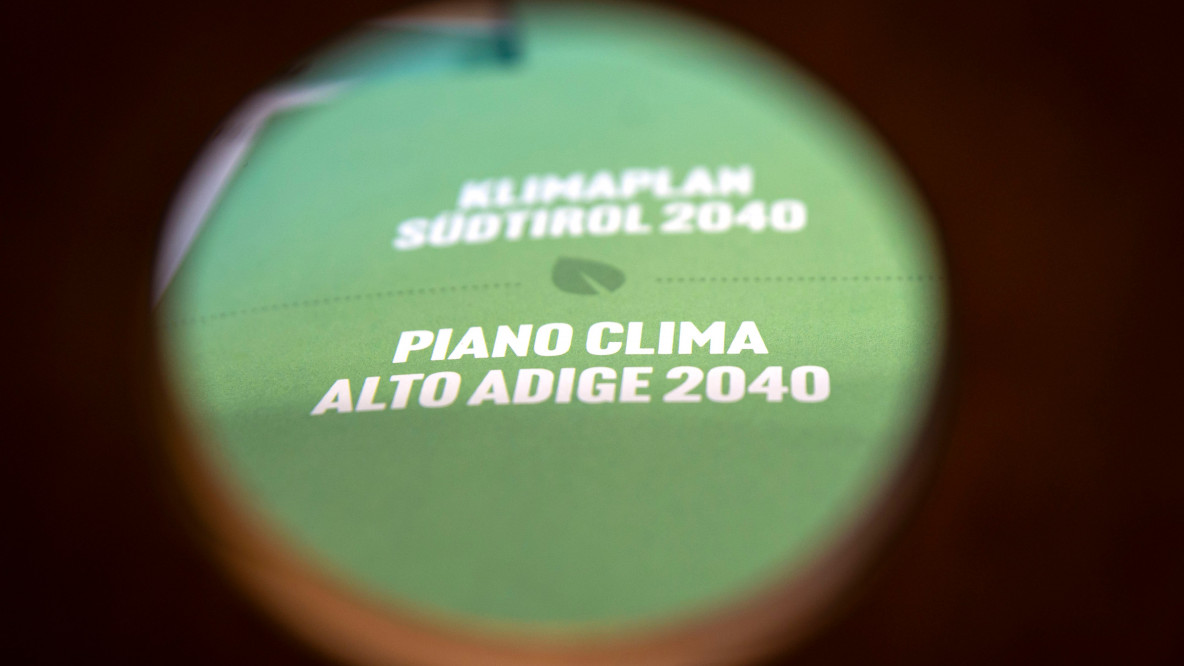 KLIMAPLAN
SÜDTIROL 2040
PIANO CLIMA
ALTO ADIGE 2040